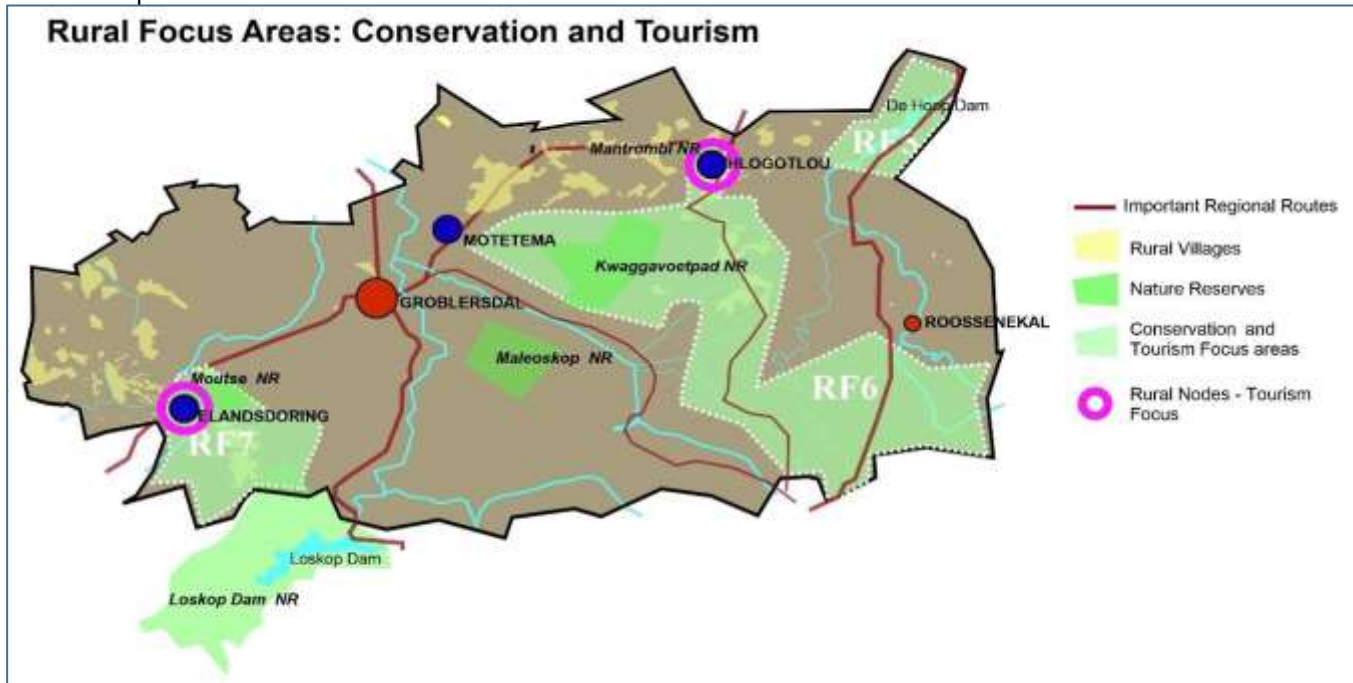 Rural Focus Areas: Conservation and Tourism
De Hoop Dam
RF5
Mantrombi NR
HLOGOTLOU
MOTETEMA
Kwaggavoetpad NR
GROBLERSDAL
ROOSSENEKAL
Maleoskop NR
RF6
Moutse NR
ELANDSDORING
RF7
Loskop Dam
Loskop Dam NR
Important Regional Routes
Rural Villages
Nature Reserves
Conservation and
Tourism Focus areas
Rural Nodes - Tourism
Focus